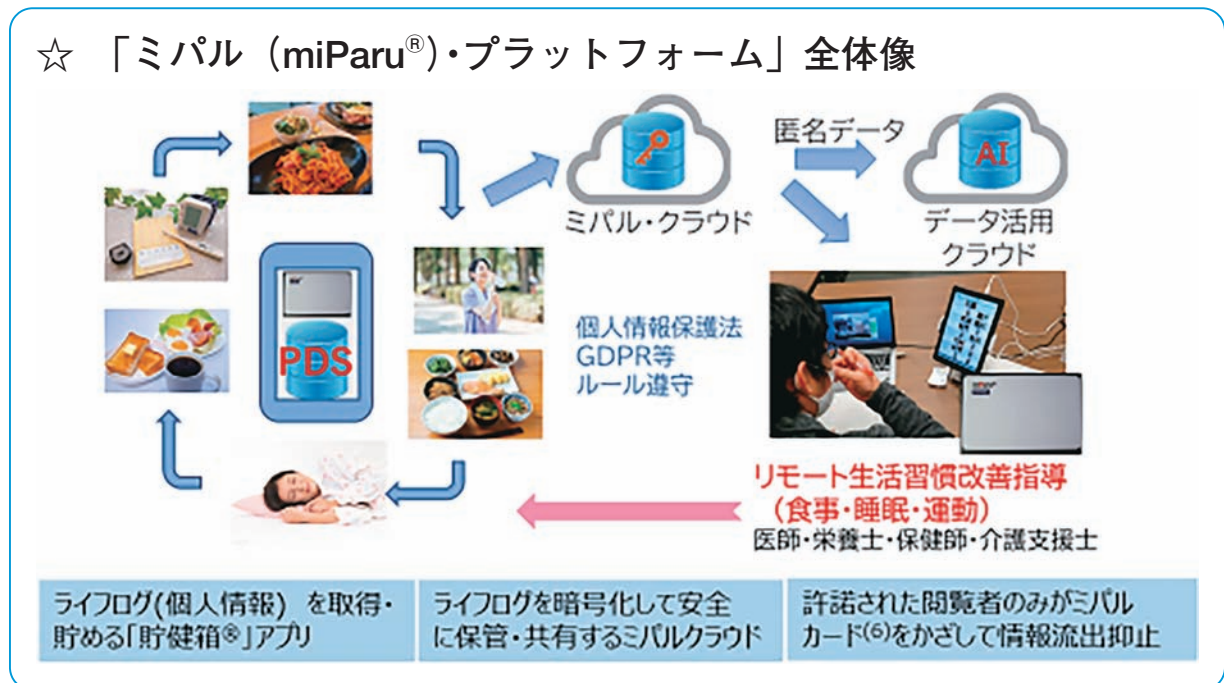 ☆ 「ミパル（miParu®）・プラットフォーム」全体像
匿名データ
AI
ミパル・クラウド
データ活用
クラウド
PDS
個人情報保護法
GDPR等
ルール遵守
リモート生活習慣改善指導
（食事・睡眠・運動）
医師・栄養士・保健師・介護支援士
ライフログ(個人情報) を取得・
貯める「貯健箱®」アプリ
ライフログを暗号化して安全
に保管・共有するミパルクラウド
許諾された閲覧者のみがミパル
カード(6)をかざして情報流出抑止